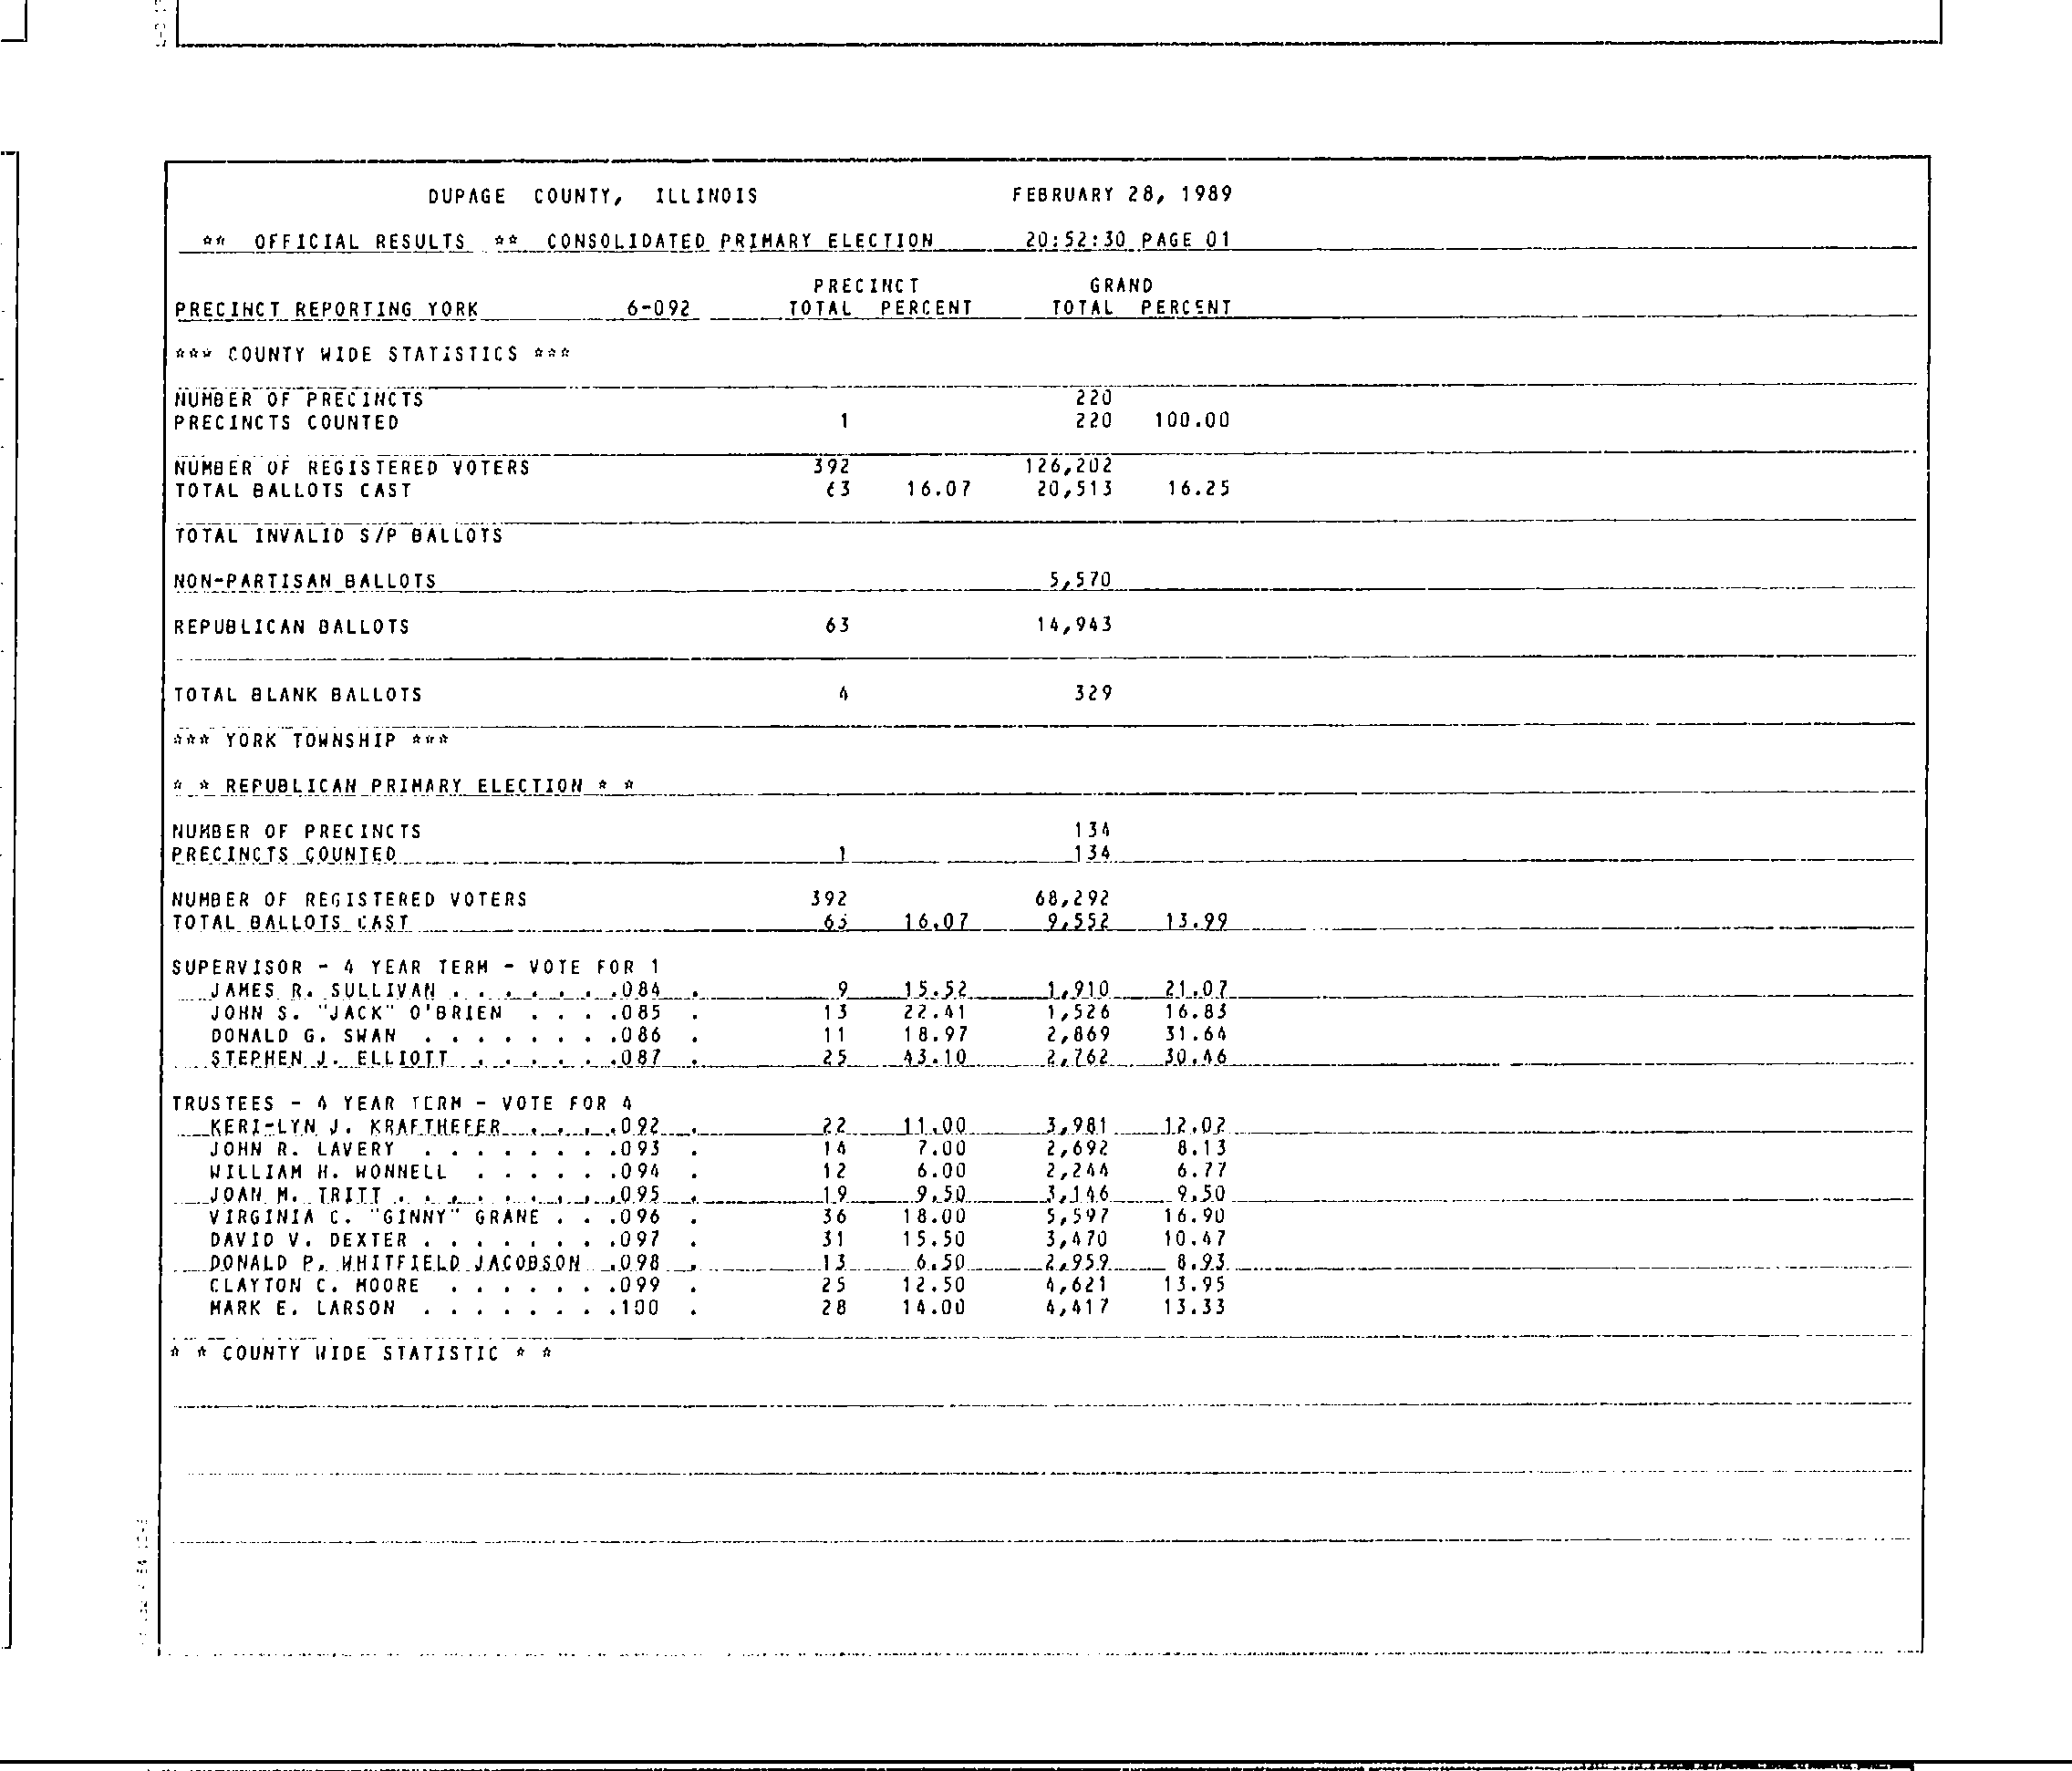 DUPAGE COUNTY, ILLINOIS FEBRUARY 28, 1989
** OFFICIAL RESULTS ** CONSOLIDATED PRIMARY ELECTION 20:52:30 PAGE 01
PRECINCT GRAND
PRECINCT REPORTING YORK 6-092 TOTAL PERCENT TOTAL PERCENT
*** COUNTY WIDE STATISTICS ***
NUMBER OF PRECINCTS 220
PRECINCTS COUNTED 1 220 100.00
NUMBER OF REGISTERED VOTERS 392 126,202
TOTAL BALLOTS CAST 63 16.07 20,513 16.25
TOTAL INVALID S/P BALLOTS
NON-PARTISAN BALLOTS 5,570
REPUBLICAN BALLOTS 63 14,943
TOTAL BLANK BALLOTS 4 329
*** YORK TOWNSHIP ***
* * REPUBLICAN PRIMARY ELECTION * *
NUMBER OF PRECINCTS 134
PRECINCTS COUNTED 1 134
NUMBER OF REGISTERED VOTERS 392 68,292
TOTAL BALLOTS CAST 63 16.07 9,552 13.99
SUPERVISOR - 4 YEAR TERM - VOTE FOR 1
JAMES R. SULLIVAN . . . . . . .084 . 9 15.52 1,910 21.07
JOHN S. "JACK" O'BRIEN . . . .085 . 13 22.41 1,526 16.83
DONALD G. SWAN . . . . . . . .086 . 11 18.97 2,869 31.64
STEPHEN J. ELLIOTT . . . . . .087 . 25 43.10 2,762 30.46
TRUSTEES - 4 YEAR TERM - VOTE FOR 4
KERI-LYN J. KRAFTHEFER . . . .092 . 22 11.00 3,981 12.02
JOHN R. LAVERY . . . . . . . .093 . 14 7.00 2,692 8.13
WILLIAM H. WONNELL . . . . . .094 . 12 6.00 2,244 6.77
JOAN M. TRITT . . . . . . . . .095 . 19 9.50 3,146 9.50
VIRGINIA C. "GINNY" GRANE . . .096 . 36 18.00 5,597 16.90
DAVID V. DEXTER . . . . . . . .097 . 31 15.50 3,470 10.47
DONALD P. WHITFIELD JACOBSON .098 . 13 6.50 2,959 8.93
CLAYTON C. MOORE . . . . . . .099 . 25 12.50 4,621 13.95
MARK E. LARSON . . . . . . . .100 . 28 14.00 4,417 13.33
* * COUNTY WIDE STATISTIC * *